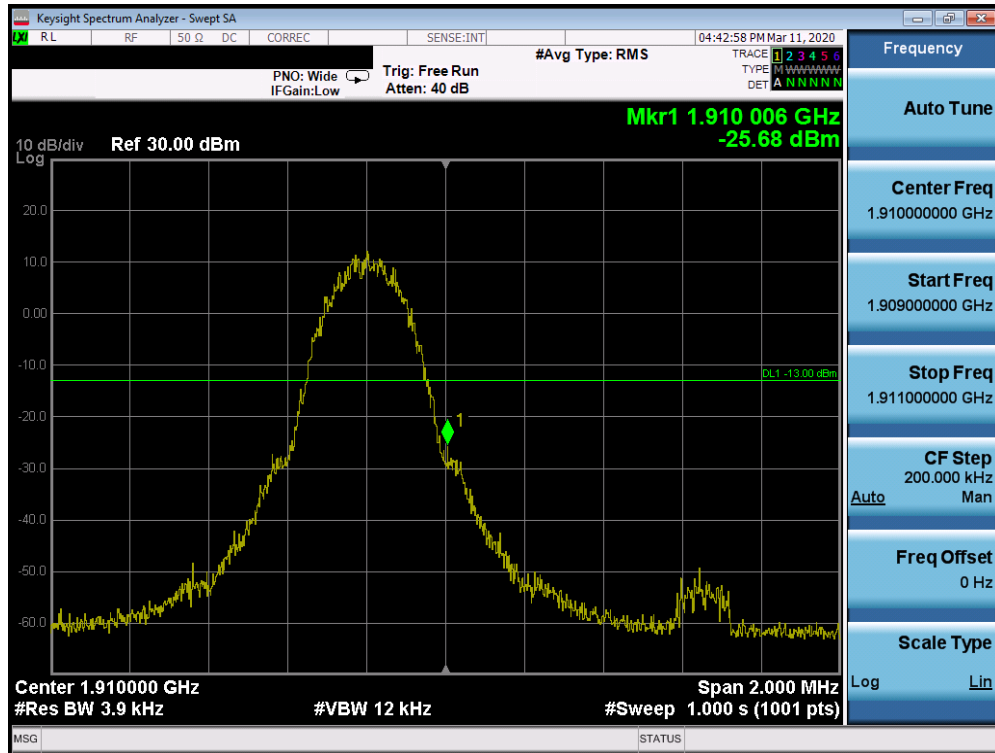 Keysight Spectrum Analyzer - Swept SA
LXI RL RF 50 Ω DC CORREC SENSE:INT 04:42:58 PM Mar 11, 2020
#Avg Type: RMS
TRACE 1 2 3 4 5 6
TYPE M W W W W W
DET A N N N N N
PNO: Wide Trig: Free Run
IFGain:Low Atten: 40 dB
Mkr1 1.910 006 GHz
-25.68 dBm
10 dB/div Ref 30.00 dBm
Log
20.0
10.0
0.00
-10.0
DL1 -13.00 dBm
-20.0
1
-30.0
-40.0
-50.0
-60.0
Center 1.910000 GHz Span 2.000 MHz
#Res BW 3.9 kHz #VBW 12 kHz #Sweep 1.000 s (1001 pts)
MSG STATUS
Frequency
Auto Tune
Center Freq
1.910000000 GHz
Start Freq
1.909000000 GHz
Stop Freq
1.911000000 GHz
CF Step
200.000 kHz
Auto Man
Freq Offset
0 Hz
Scale Type
Log Lin